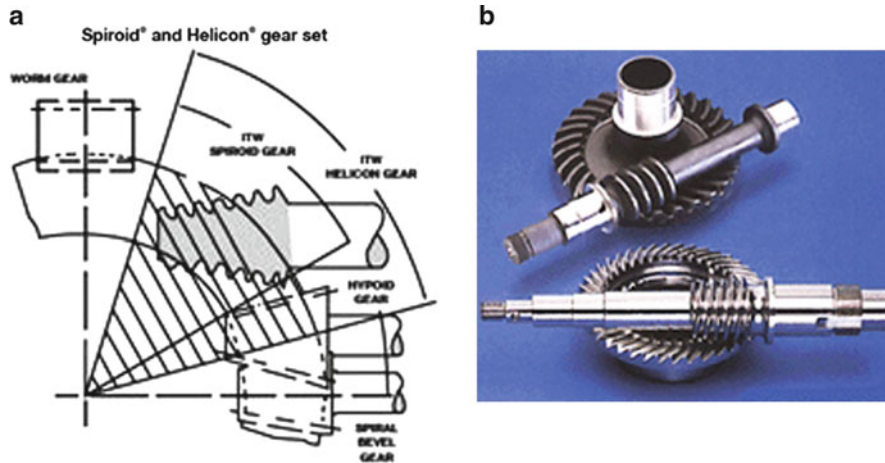 a
Spiroid® and Helicon® gear set
WORM GEAR
ITW
SPIROID GEAR
ITW
HELICON GEAR
HYPOID
GEAR
SPIRAL
BEVEL
GEAR
b